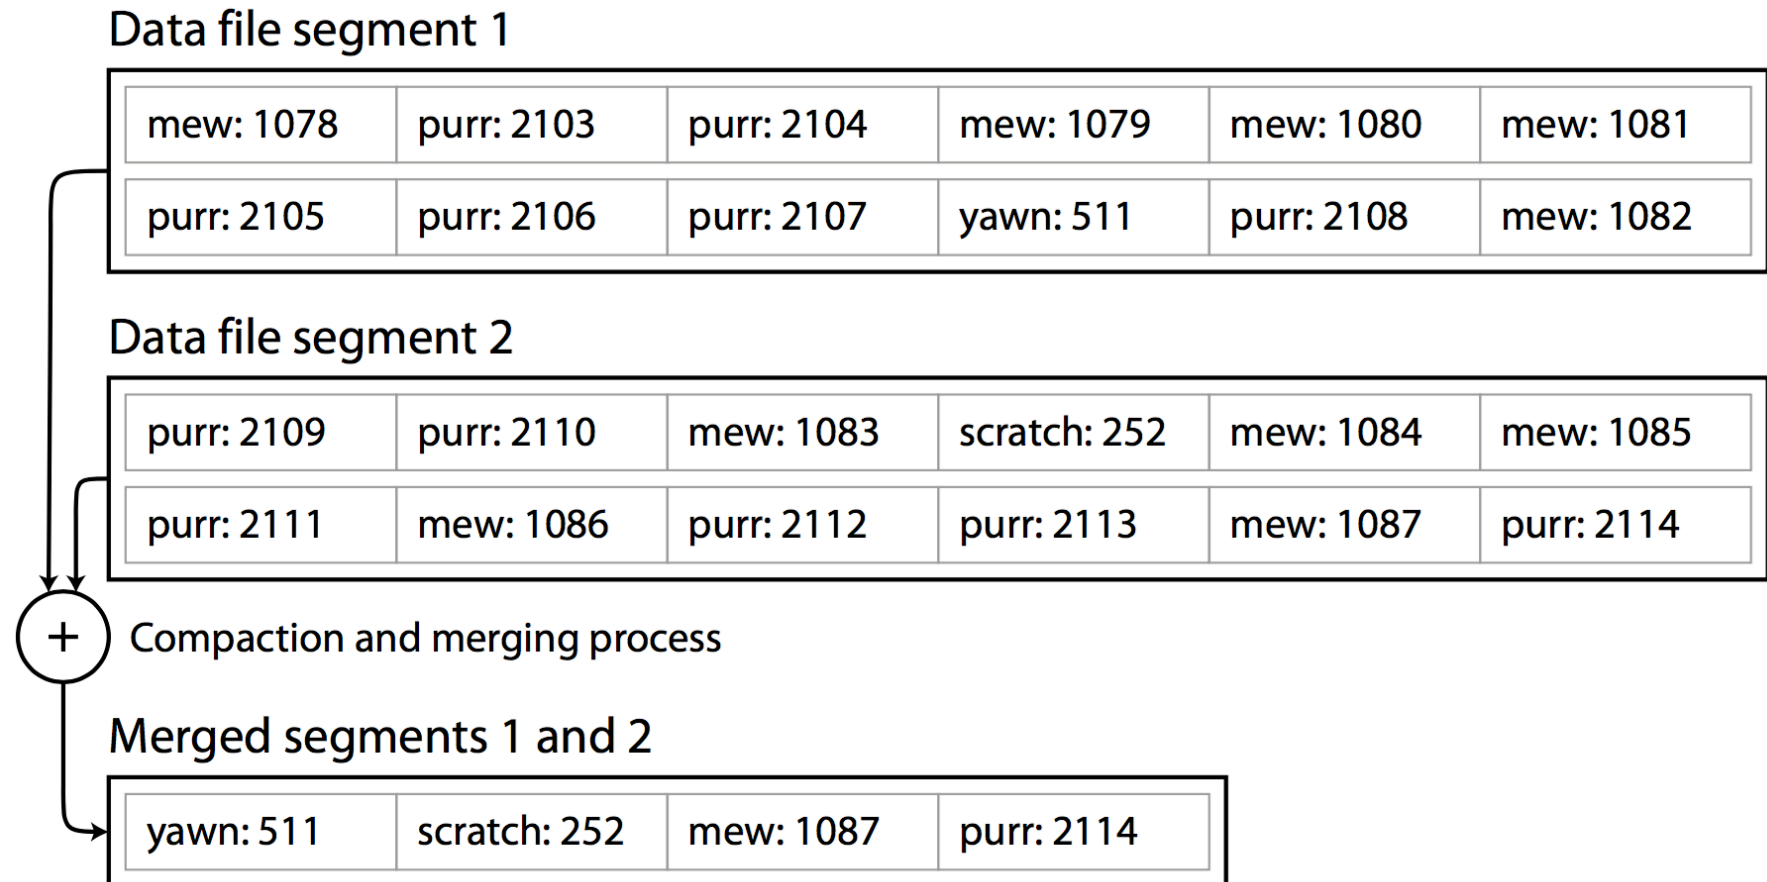 Data file segment 1
mew: 1078 purr: 2103 purr: 2104 mew: 1079 mew: 1080 mew: 1081
purr: 2105 purr: 2106 purr: 2107 yawn: 511 purr: 2108 mew: 1082
Data file segment 2
purr: 2109 purr: 2110 mew: 1083 scratch: 252 mew: 1084 mew: 1085
purr: 2111 mew: 1086 purr: 2112 purr: 2113 mew: 1087 purr: 2114
+ Compaction and merging process
Merged segments 1 and 2
yawn: 511 scratch: 252 mew: 1087 purr: 2114